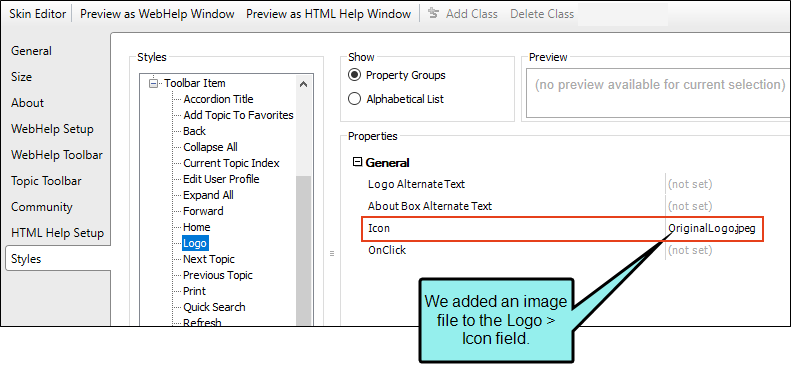 Skin Editor Preview as WebHelp Window Preview as HTML Help Window Add Class Delete Class
General
Size
About
WebHelp Setup
WebHelp Toolbar
Topic Toolbar
Community
HTML Help Setup
Styles
Styles
Toolbar Item
Accordion Title
Add Topic To Favorites
Back
Collapse All
Current Topic Index
Edit User Profile
Expand All
Forward
Home
Logo
Next Topic
Previous Topic
Print
Quick Search
Refresh
Show
Property Groups
Alphabetical List
Preview
(no preview available for current selection)
Properties
General
Logo Alternate Text (not set)
About Box Alternate Text (not set)
Icon OriginalLogo.jpeg
OnClick (not set)
We added an image
file to the Logo >
Icon field.